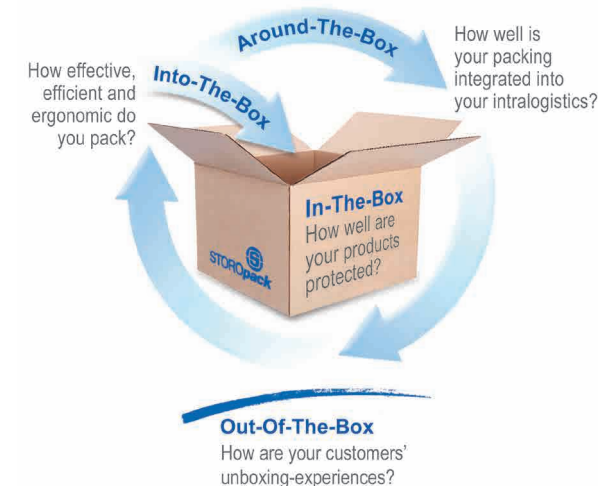 Around-The-Box
How well is
your packing
integrated into
your intralogistics?
How effective,
efficient and
ergonomic do
you pack?
Into-The-Box
In-The-Box
How well are
your products
protected?
STOROpack
Out-Of-The-Box
How are your customers'
unboxing-experiences?